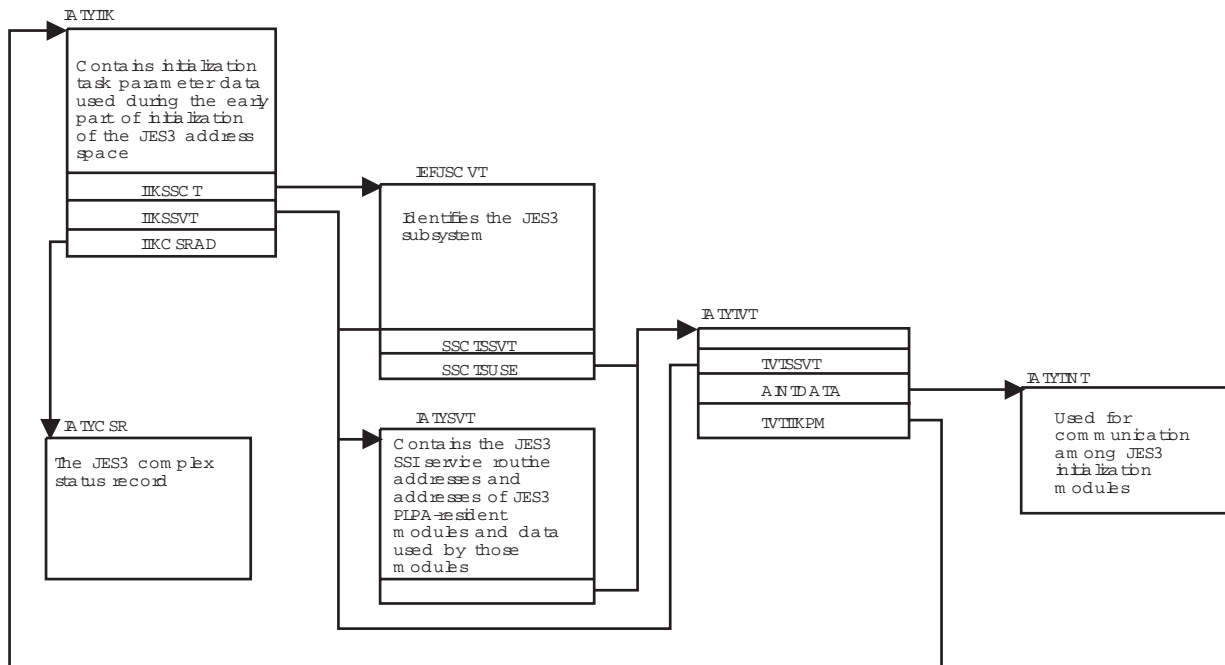 IATYIIK
Contains initialization
task parameter data
used during the early
part of initialization
of the JES3 address
space
IIKSSCT
IIKSSVT
IIKCSRAD
IEFJSCVT
Identifies the JES3
subsystem
SSCTSSVT
SSCTSUSE
IATYTVT
TVTSSVT
AINTDATA
TVTIIKPM
IATYINT
Used for
communication
among JES3
initialization
modules
IATYCSR
The JES3 complex
status record
IATYSVT
Contains the JES3
SSI service routine
addresses and
addresses of JES3
PLPA-resident
modules and data
used by those
modules